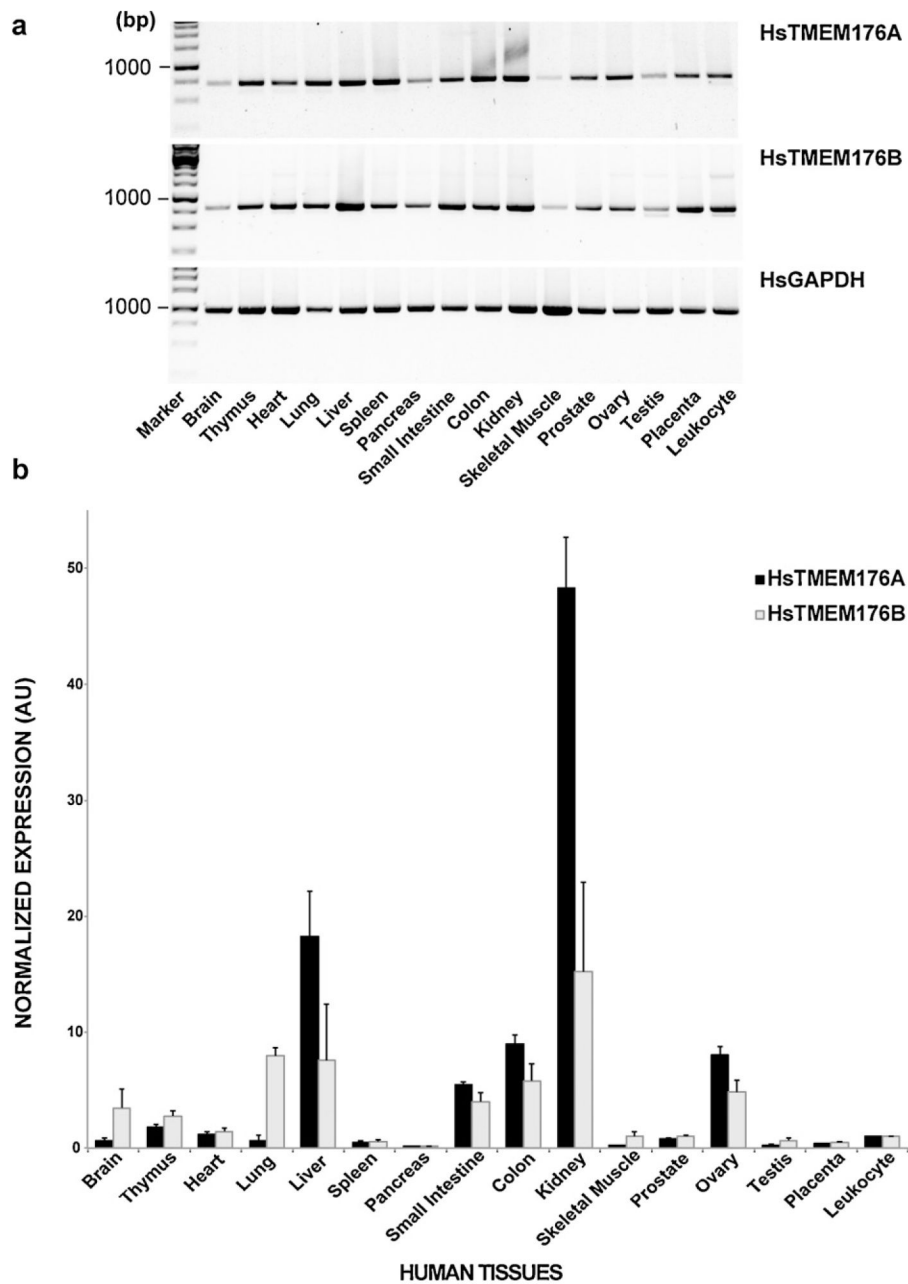 a
(bp)
HsTMEM176A
1000
HsTMEM176B
1000
HsGAPDH
1000
Marker
Brain
Thymus
Heart
Lung
Liver
Spleen
Pancreas
Small Intestine
Colon
Kidney
Skeletal Muscle
Prostate
Ovary
Testis
Placenta
Leukocyte
b
NORMALIZED EXPRESSION (AU)
50
40
30
20
10
0
HsTMEM176A
HsTMEM176B
Brain
Thymus
Heart
Lung
Liver
Spleen
Pancreas
Small Intestine
Colon
Kidney
Skeletal Muscle
Prostate
Ovary
Testis
Placenta
Leukocyte
HUMAN TISSUES